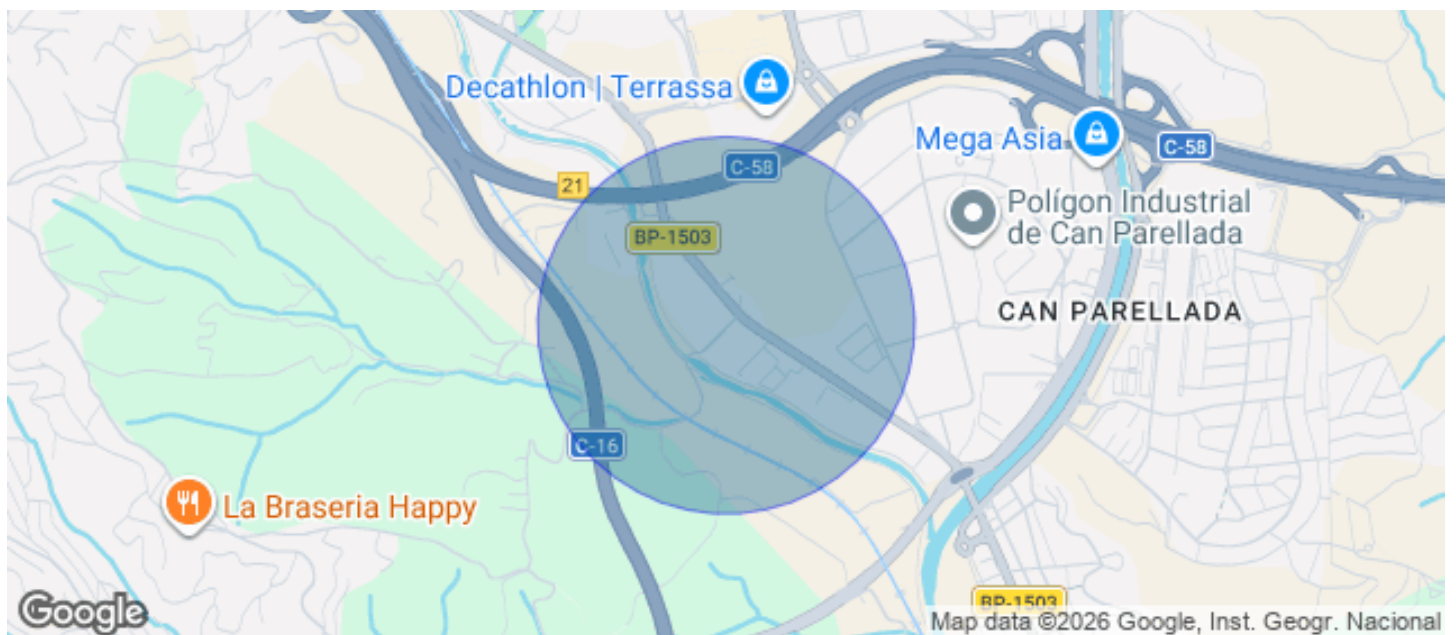 Decathlon | Terrassa
Mega Asia
C-58
C-58
21
Polígon Industrial
de Can Parellada
BP-1503
CAN PARELLADA
C-16
La Braseria Happy
BP-1503
Google
Map data ©2026 Google, Inst. Geogr. Nacional